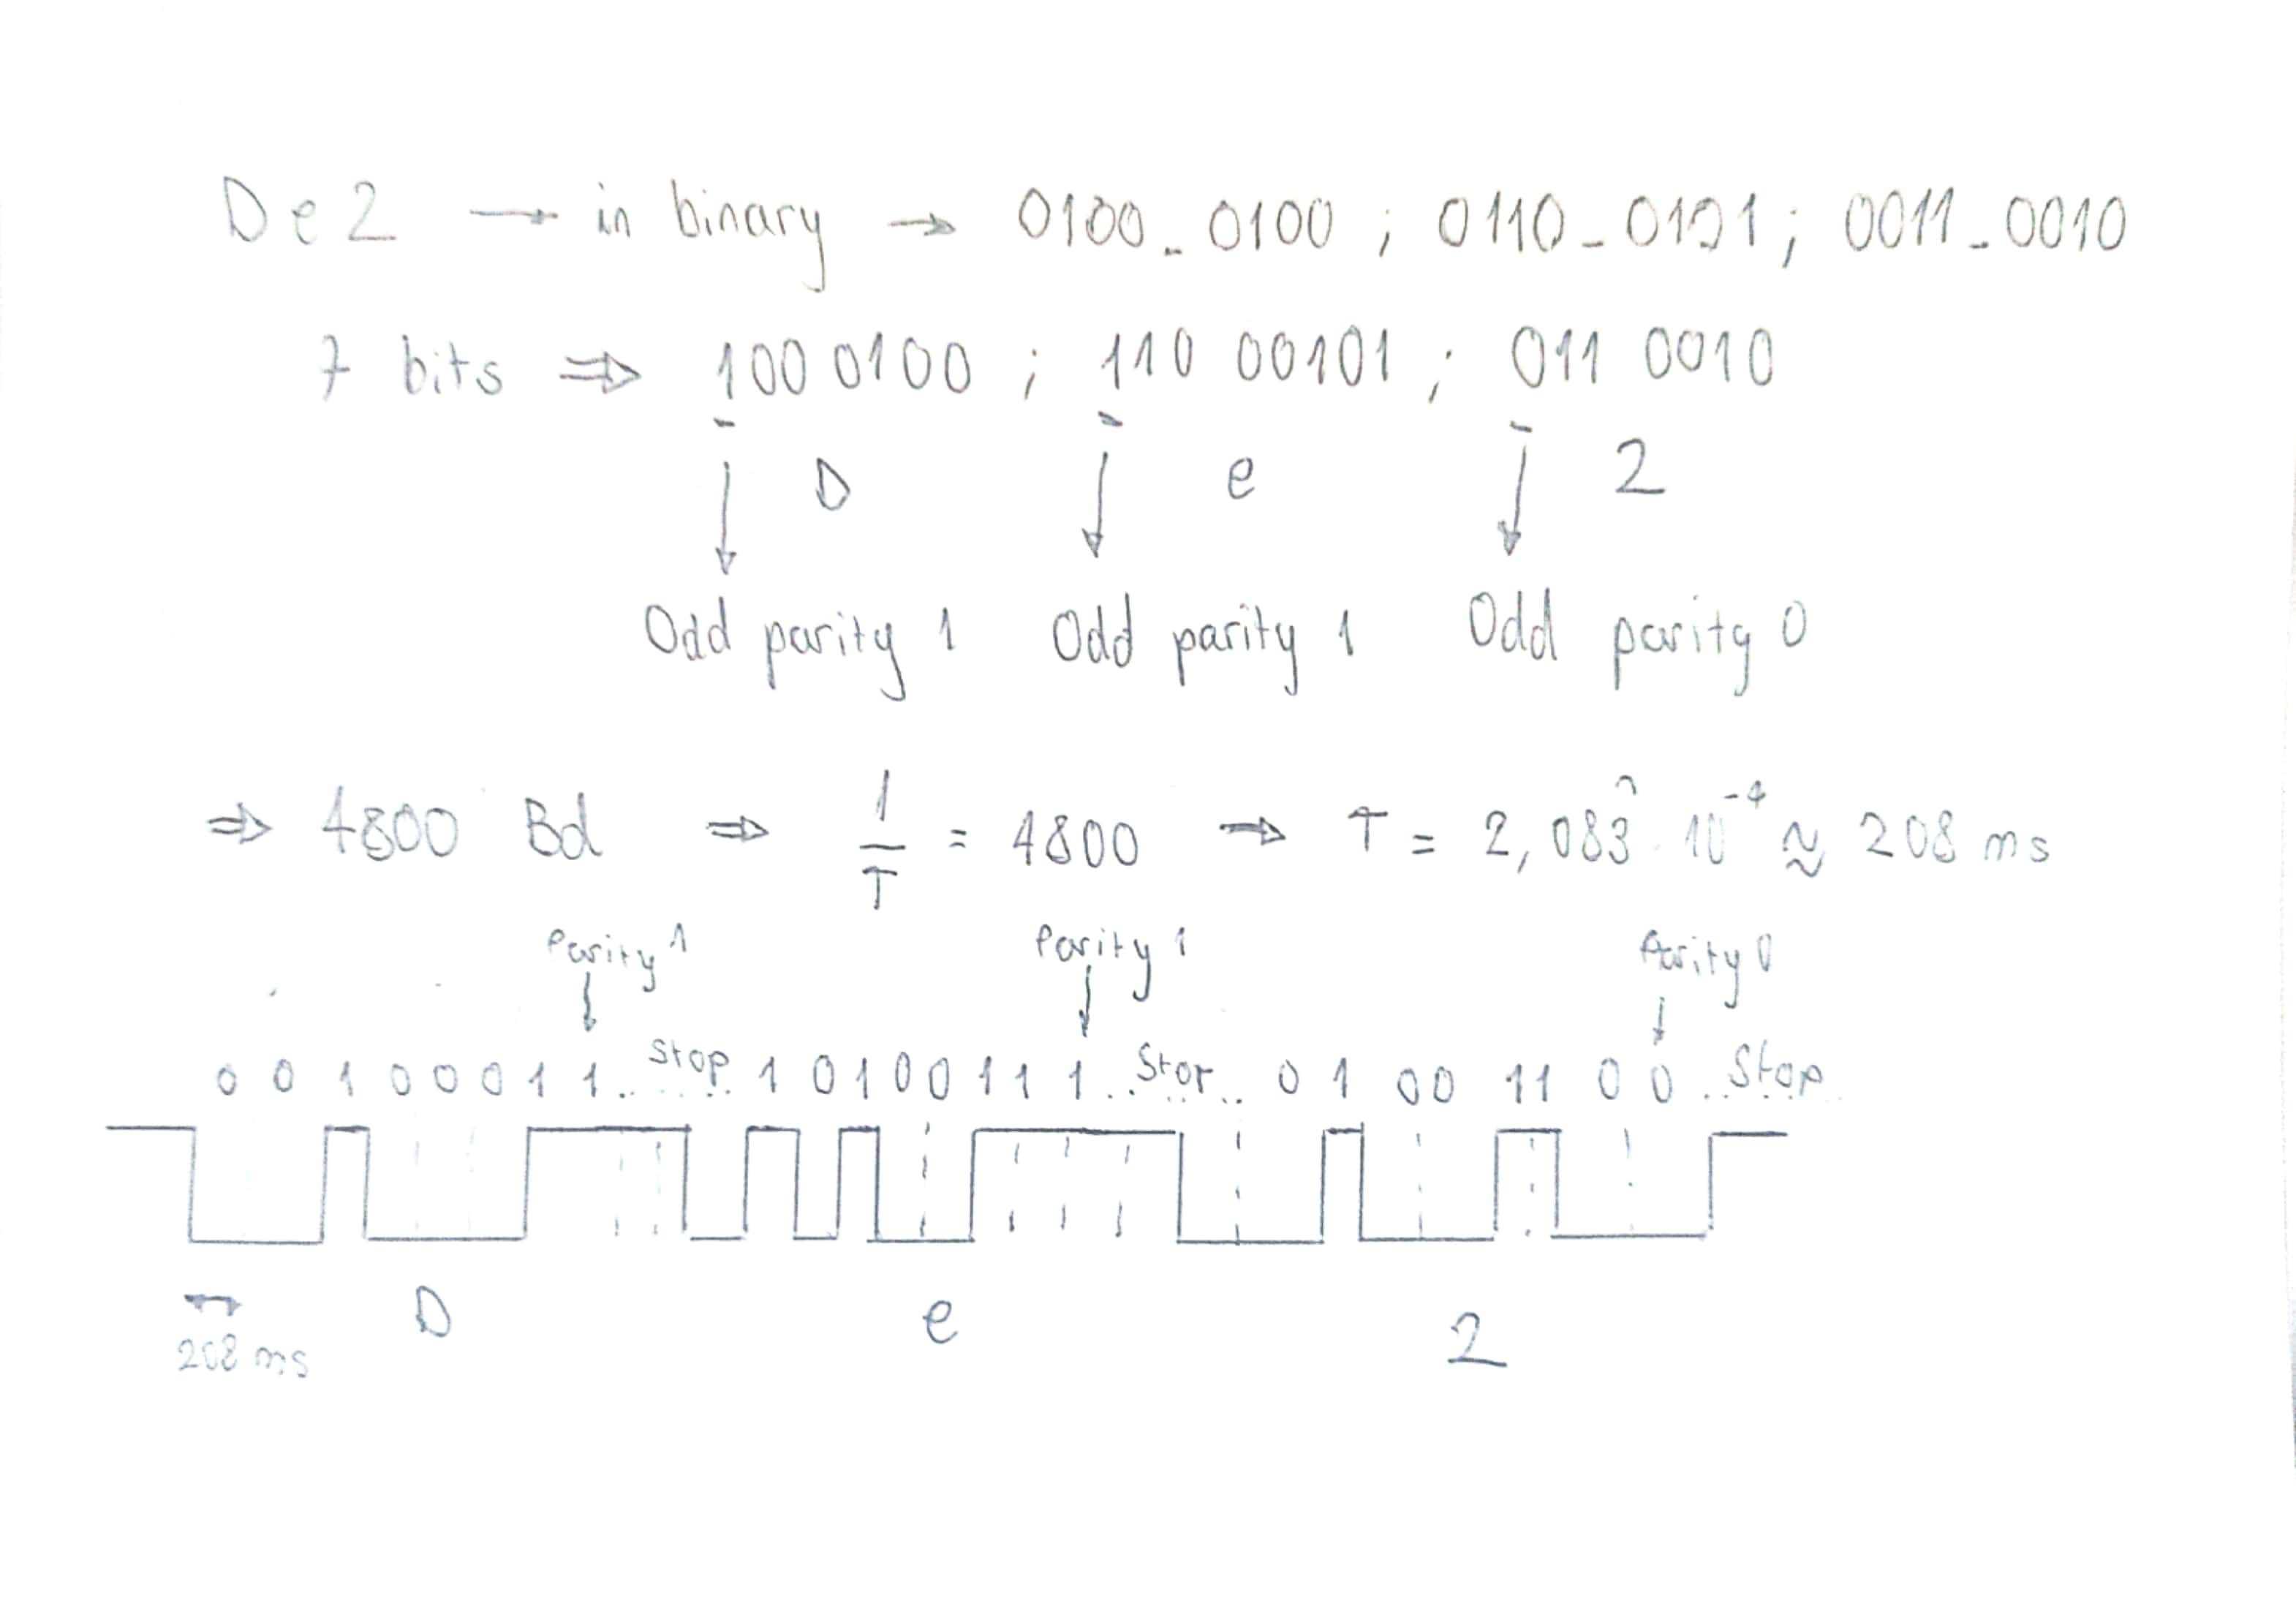 De2 → in binary → 0100_0100 ; 0110_0101 ; 0011_0010
7 bits ⇒ 100 0100 ; 110 00101 ; 011 0010
D e 2
Odd parity 1 Odd parity 1 Odd parity 0
⇒ 4800 Bd ⇒ 1/T = 4800 → T = 2,083̂ · 10⁻⁴ ≈ 208 ms
Parity 1 Parity 1 Parity 0
0 0 1 0 0 0 1 1 .. Stop .. 1 0 1 0 0 1 1 1 .. Stop .. 0 1 0 0 1 1 0 0 .. Stop
D e 2
208 ms